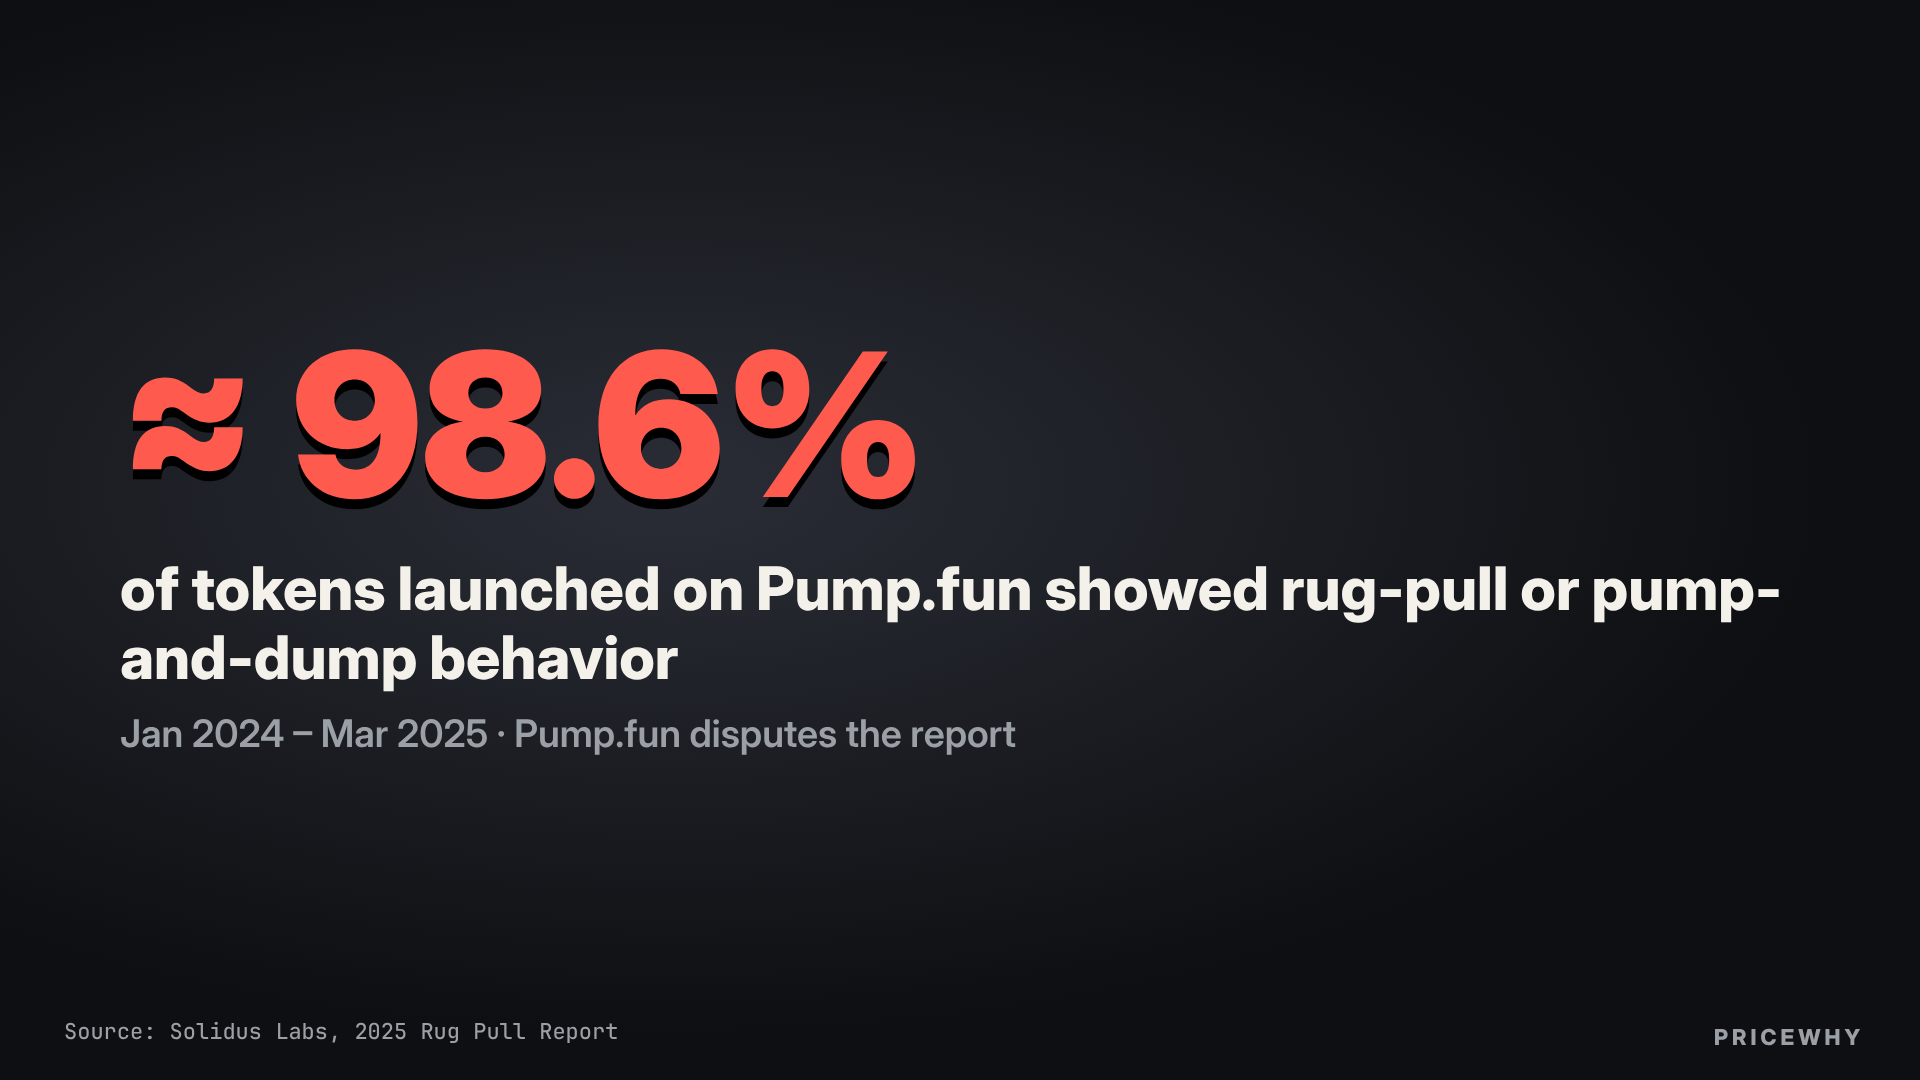 ≈ 98.6%
of tokens launched on Pump.fun showed rug-pull or pump-
and-dump behavior
Jan 2024 – Mar 2025 · Pump.fun disputes the report
Source: Solidus Labs, 2025 Rug Pull Report
PRICEWHY